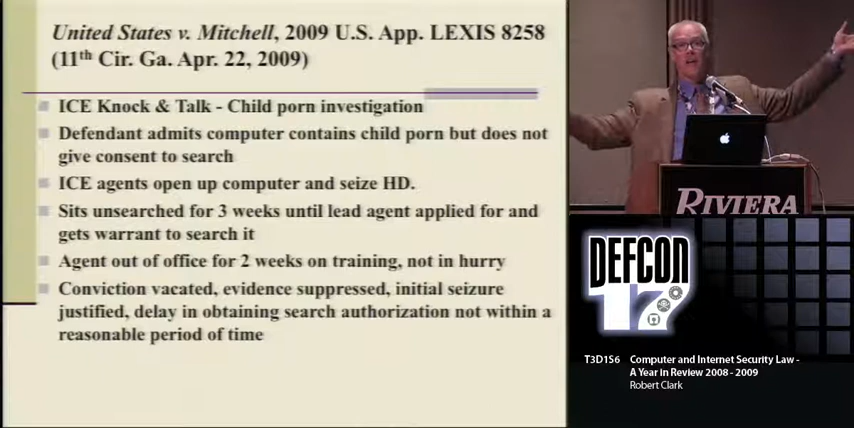 United States v. Mitchell, 2009 U.S. App. LEXIS 8258
(11th Cir. Ga. Apr. 22, 2009)
ICE Knock & Talk - Child porn investigation
Defendant admits computer contains child porn but does not
give consent to search
ICE agents open up computer and seize HD.
Sits unsearched for 3 weeks until lead agent applied for and
gets warrant to search it
Agent out of office for 2 weeks on training, not in hurry
Conviction vacated, evidence suppressed, initial seizure
justified, delay in obtaining search authorization not within a
reasonable period of time
RIVIERA
DEFCON
17
T3D1S6 Computer and Internet Security Law -
A Year in Review 2008 - 2009
Robert Clark